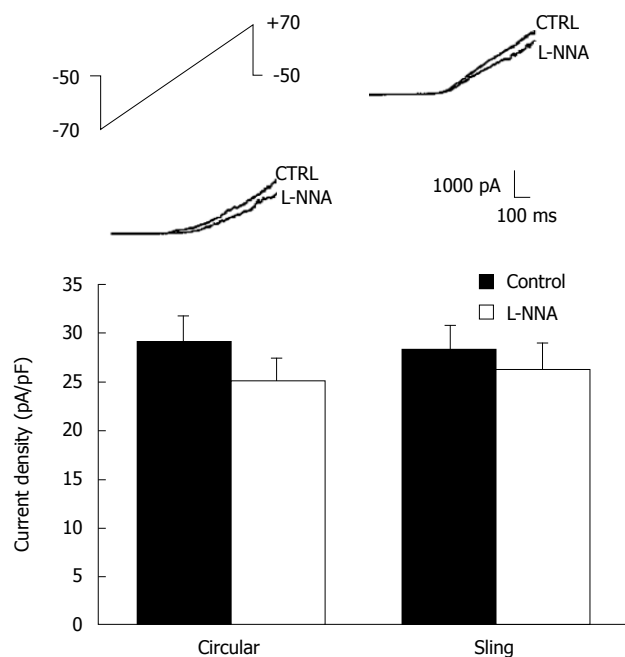 +70
-50
-50
-70
CTRL
L-NNA
CTRL
L-NNA
1000 pA
100 ms
Control
L-NNA
Current density (pA/pF)
35
30
25
20
15
10
5
0
Circular
Sling